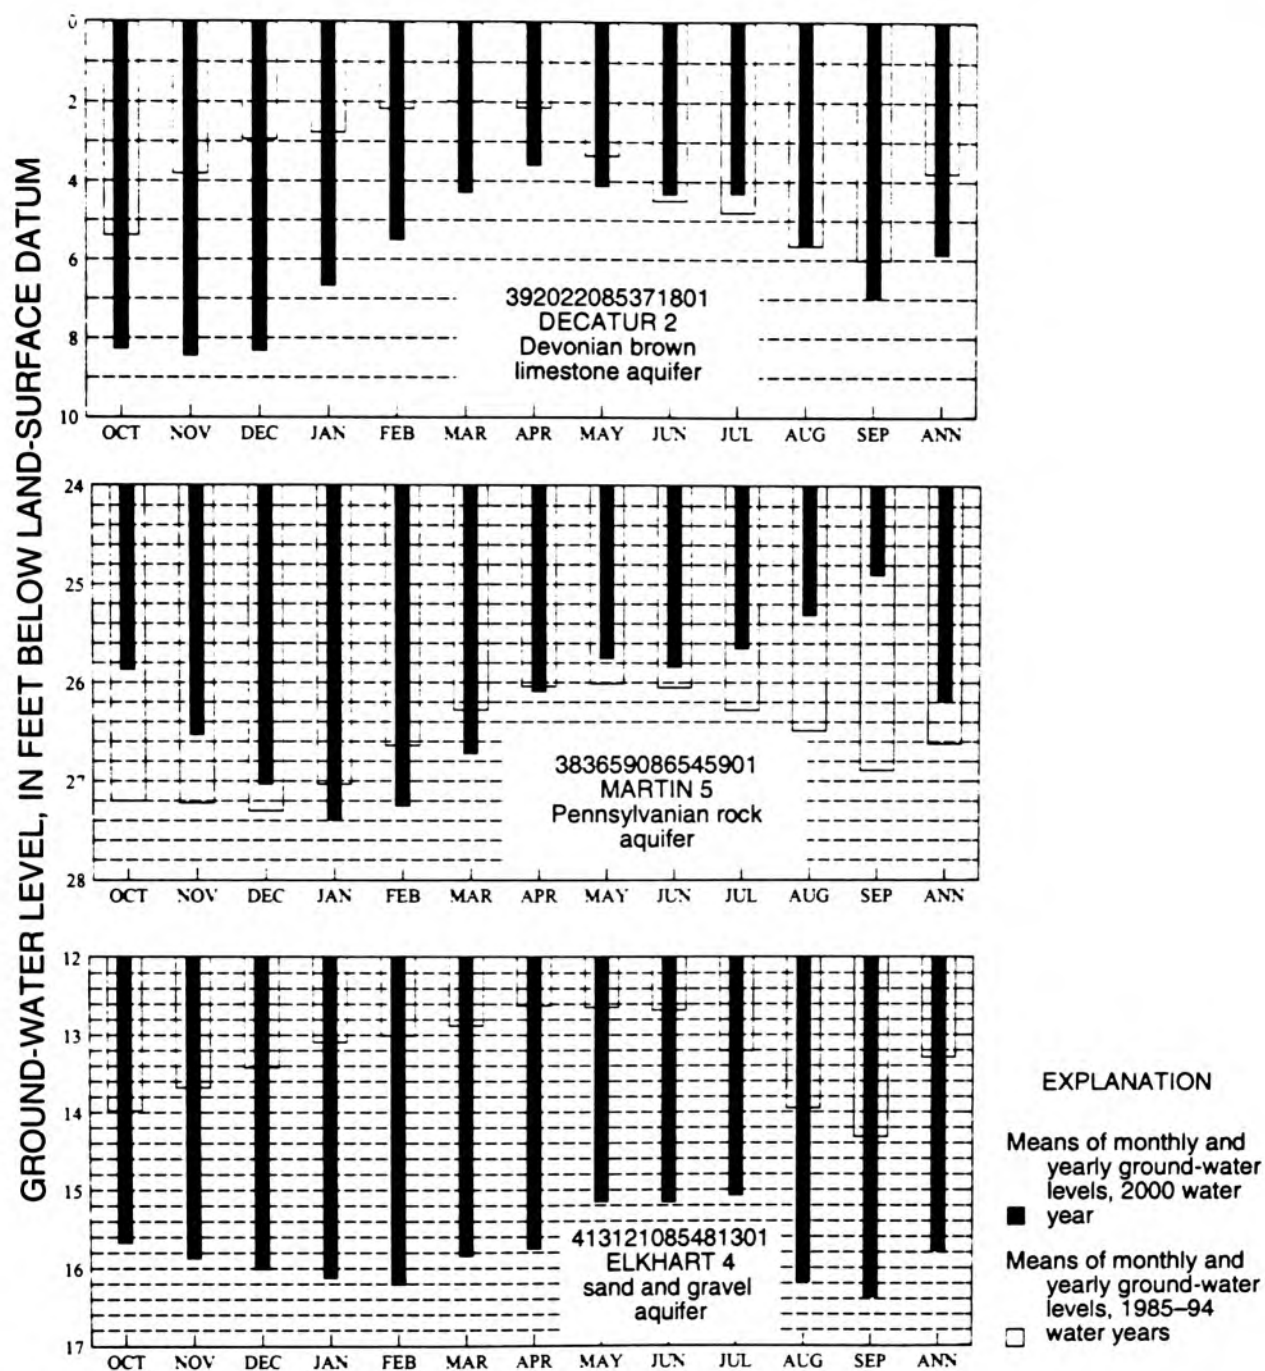 GROUND-WATER LEVEL, IN FEET BELOW LAND-SURFACE DATUM
0
2
4
6
8
10
392022085371801
DECATUR 2
Devonian brown
limestone aquifer
OCT NOV DEC JAN FEB MAR APR MAY JUN JUL AUG SEP ANN
24
25
26
27
28
383659086545901
MARTIN 5
Pennsylvanian rock
aquifer
OCT NOV DEC JAN FEB MAR APR MAY JUN JUL AUG SEP ANN
12
13
14
15
16
17
413121085481301
ELKHART 4
sand and gravel
aquifer
OCT NOV DEC JAN FEB MAR APR MAY JUN JUL AUG SEP ANN
EXPLANATION
Means of monthly and
yearly ground-water
levels, 2000 water
year
Means of monthly and
yearly ground-water
levels, 1985–94
water years